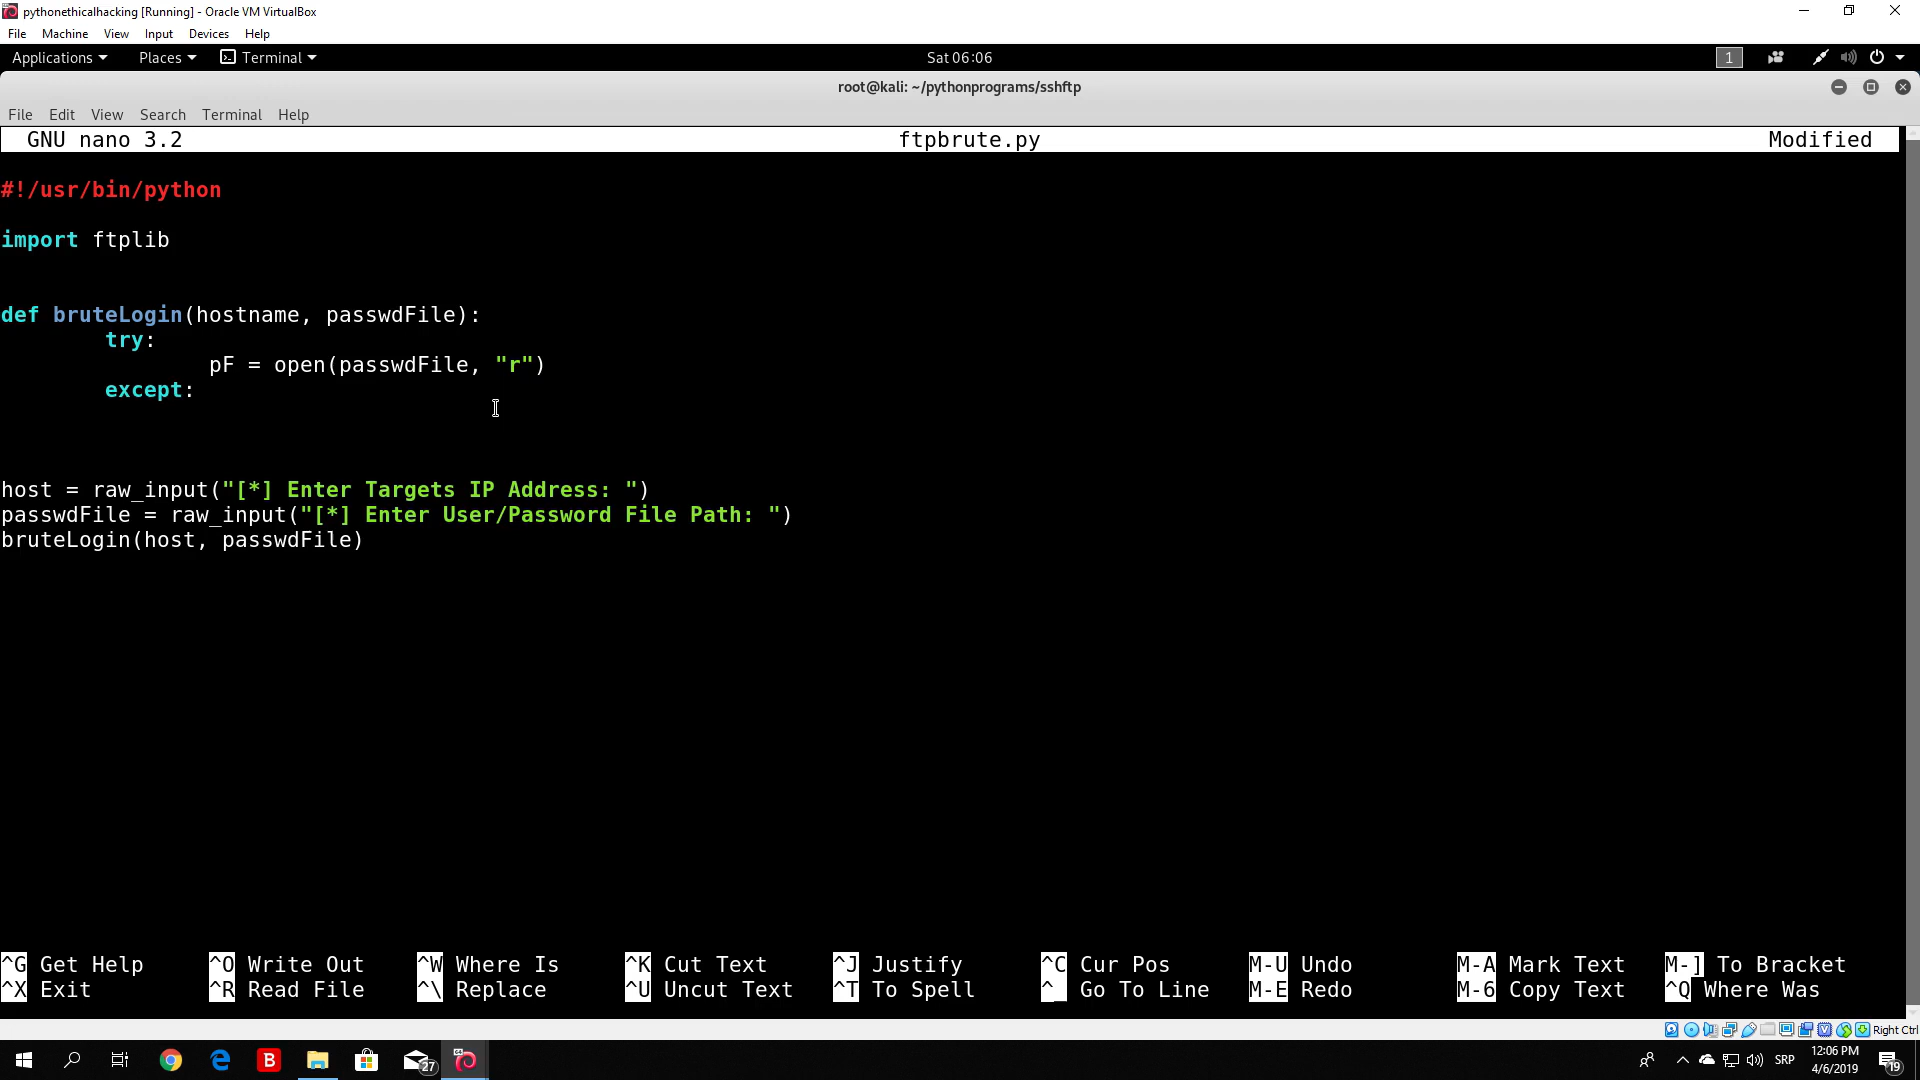 pythonethicalhacking [Running] - Oracle VM VirtualBox
File Machine View Input Devices Help
Applications Places Terminal Sat 06:06 1
root@kali: ~/pythonprograms/sshftp
File Edit View Search Terminal Help
GNU nano 3.2 ftpbrute.py Modified
#!/usr/bin/python
import ftplib
def bruteLogin(hostname, passwdFile):
try:
pF = open(passwdFile, "r")
except:
host = raw_input("[*] Enter Targets IP Address: ")
passwdFile = raw_input("[*] Enter User/Password File Path: ")
bruteLogin(host, passwdFile)
^G Get Help ^O Write Out ^W Where Is ^K Cut Text ^J Justify ^C Cur Pos M-U Undo M-A Mark Text M-] To Bracket
^X Exit ^R Read File ^\ Replace ^U Uncut Text ^T To Spell ^_ Go To Line M-E Redo M-6 Copy Text ^Q Where Was
Right Ctrl
B 27 64 SRP 12:06 PM
4/6/2019 19